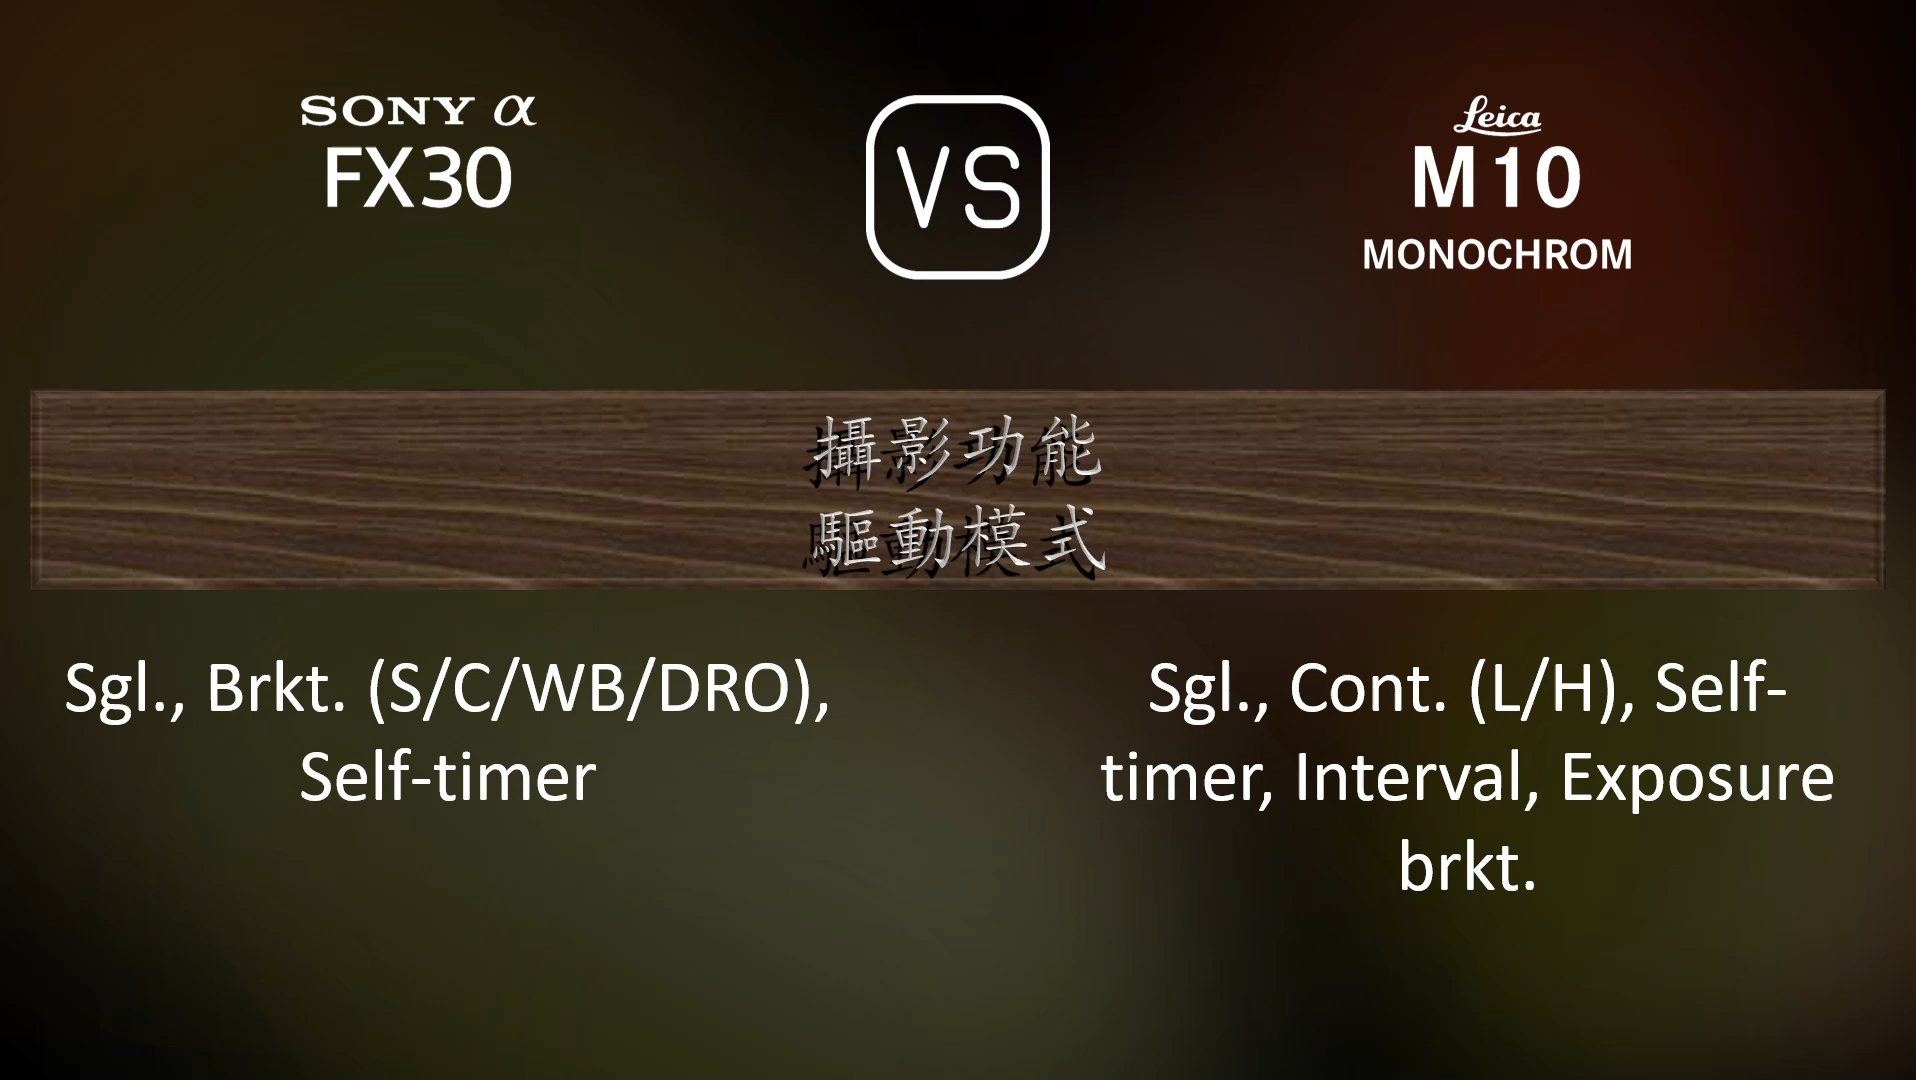 SONY α
FX30
VS
Leica
M10
MONOCHROM
攝影功能
驅動模式
Sgl., Brkt. (S/C/WB/DRO),
Self-timer
Sgl., Cont. (L/H), Self-
timer, Interval, Exposure
brkt.